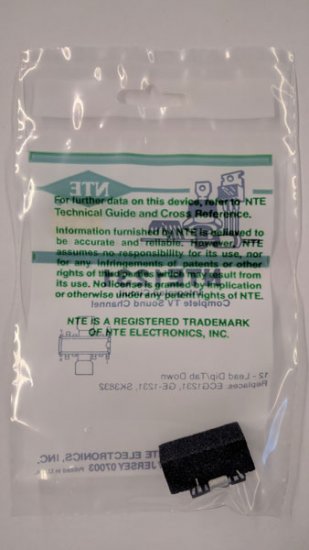 NTE
For further data on this device, refer to NTE
Technical Guide and Cross Reference.
Information furnished by NTE is believed to
be accurate and reliable. However, NTE
assumes no responsibility for its use, nor
for any infringements of patents or other
rights of third parties which may result from
its use. No license is granted by implication
or otherwise under any patent rights of NTE.
Complete TV Sound Channel
NTE IS A REGISTERED TRADEMARK
OF NTE ELECTRONICS, INC.
12 - Lead Dip/Tab Down
Replaces: ECG1231, GE-1231, SK3832
NTE ELECTRONICS, INC.
JERSEY 07003 Printed in U.